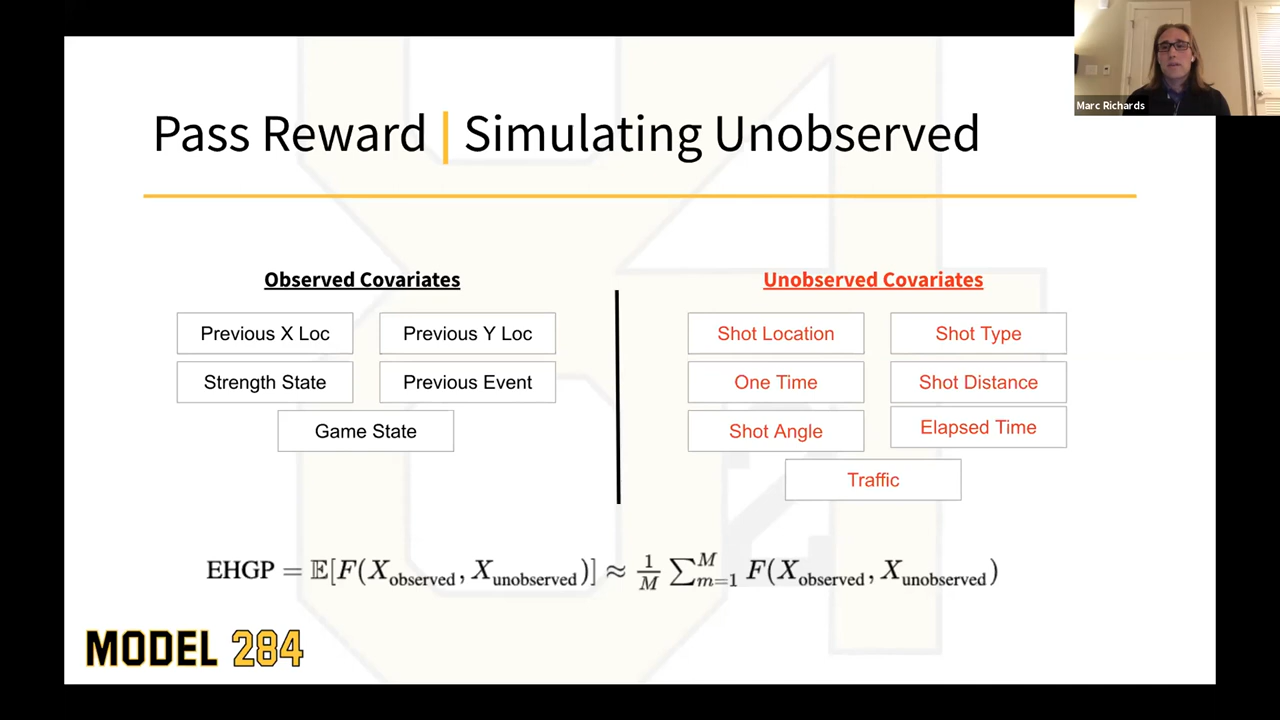 Marc Richards
Pass Reward | Simulating Unobserved
Observed Covariates
Previous X Loc
Previous Y Loc
Strength State
Previous Event
Game State
Unobserved Covariates
Shot Location
Shot Type
One Time
Shot Distance
Shot Angle
Elapsed Time
Traffic
EHGP = 𝔼[F(X_observed, X_unobserved)] ≈ 1/M ∑_{m=1}^{M} F(X_observed, X_unobserved)
MODEL 284